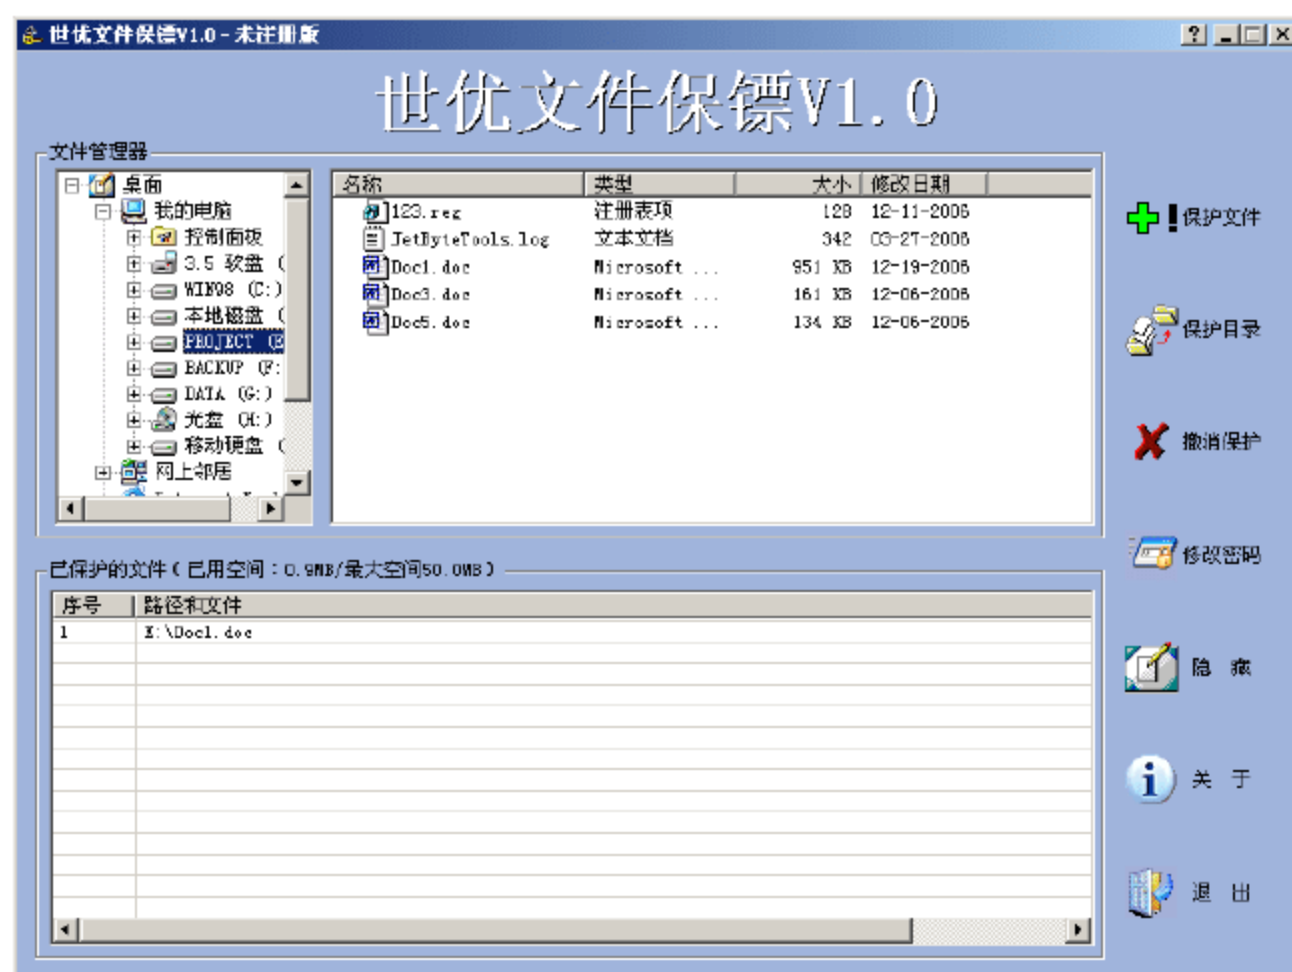 世优文件保镖V1.0 - 未注册版
世优文件保镖V1.0
文件管理器
桌面
我的电脑
控制面板
3.5 软盘 (
WIN98 (C:)
本地磁盘 (
PROJECT (E
BACKUP (F:
DATA (G:)
光盘 (H:)
移动硬盘 (
网上邻居
名称 类型 大小 修改日期
123.reg 注册表项 128 12-11-2006
JetByteTools.log 文本文档 342 03-27-2006
Doc1.doc Microsoft ... 951 KB 12-19-2006
Doc3.doc Microsoft ... 161 KB 12-06-2006
Doc5.doc Microsoft ... 134 KB 12-06-2006
保护文件
保护目录
撤消保护
修改密码
隐 藏
关 于
退 出
已保护的文件 ( 已用空间：0.9MB/最大空间50.0MB )
序号 路径和文件
1 E:\Doc1.doc